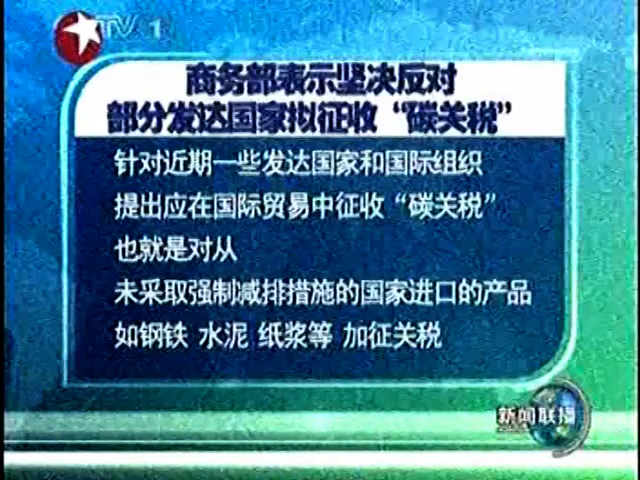 商务部表示坚决反对
部分发达国家拟征收“碳关税”
针对近期一些发达国家和国际组织
提出应在国际贸易中征收“碳关税”
也就是对从
未采取强制减排措施的国家进口的产品
如钢铁 水泥 纸浆等 加征关税
新闻联播